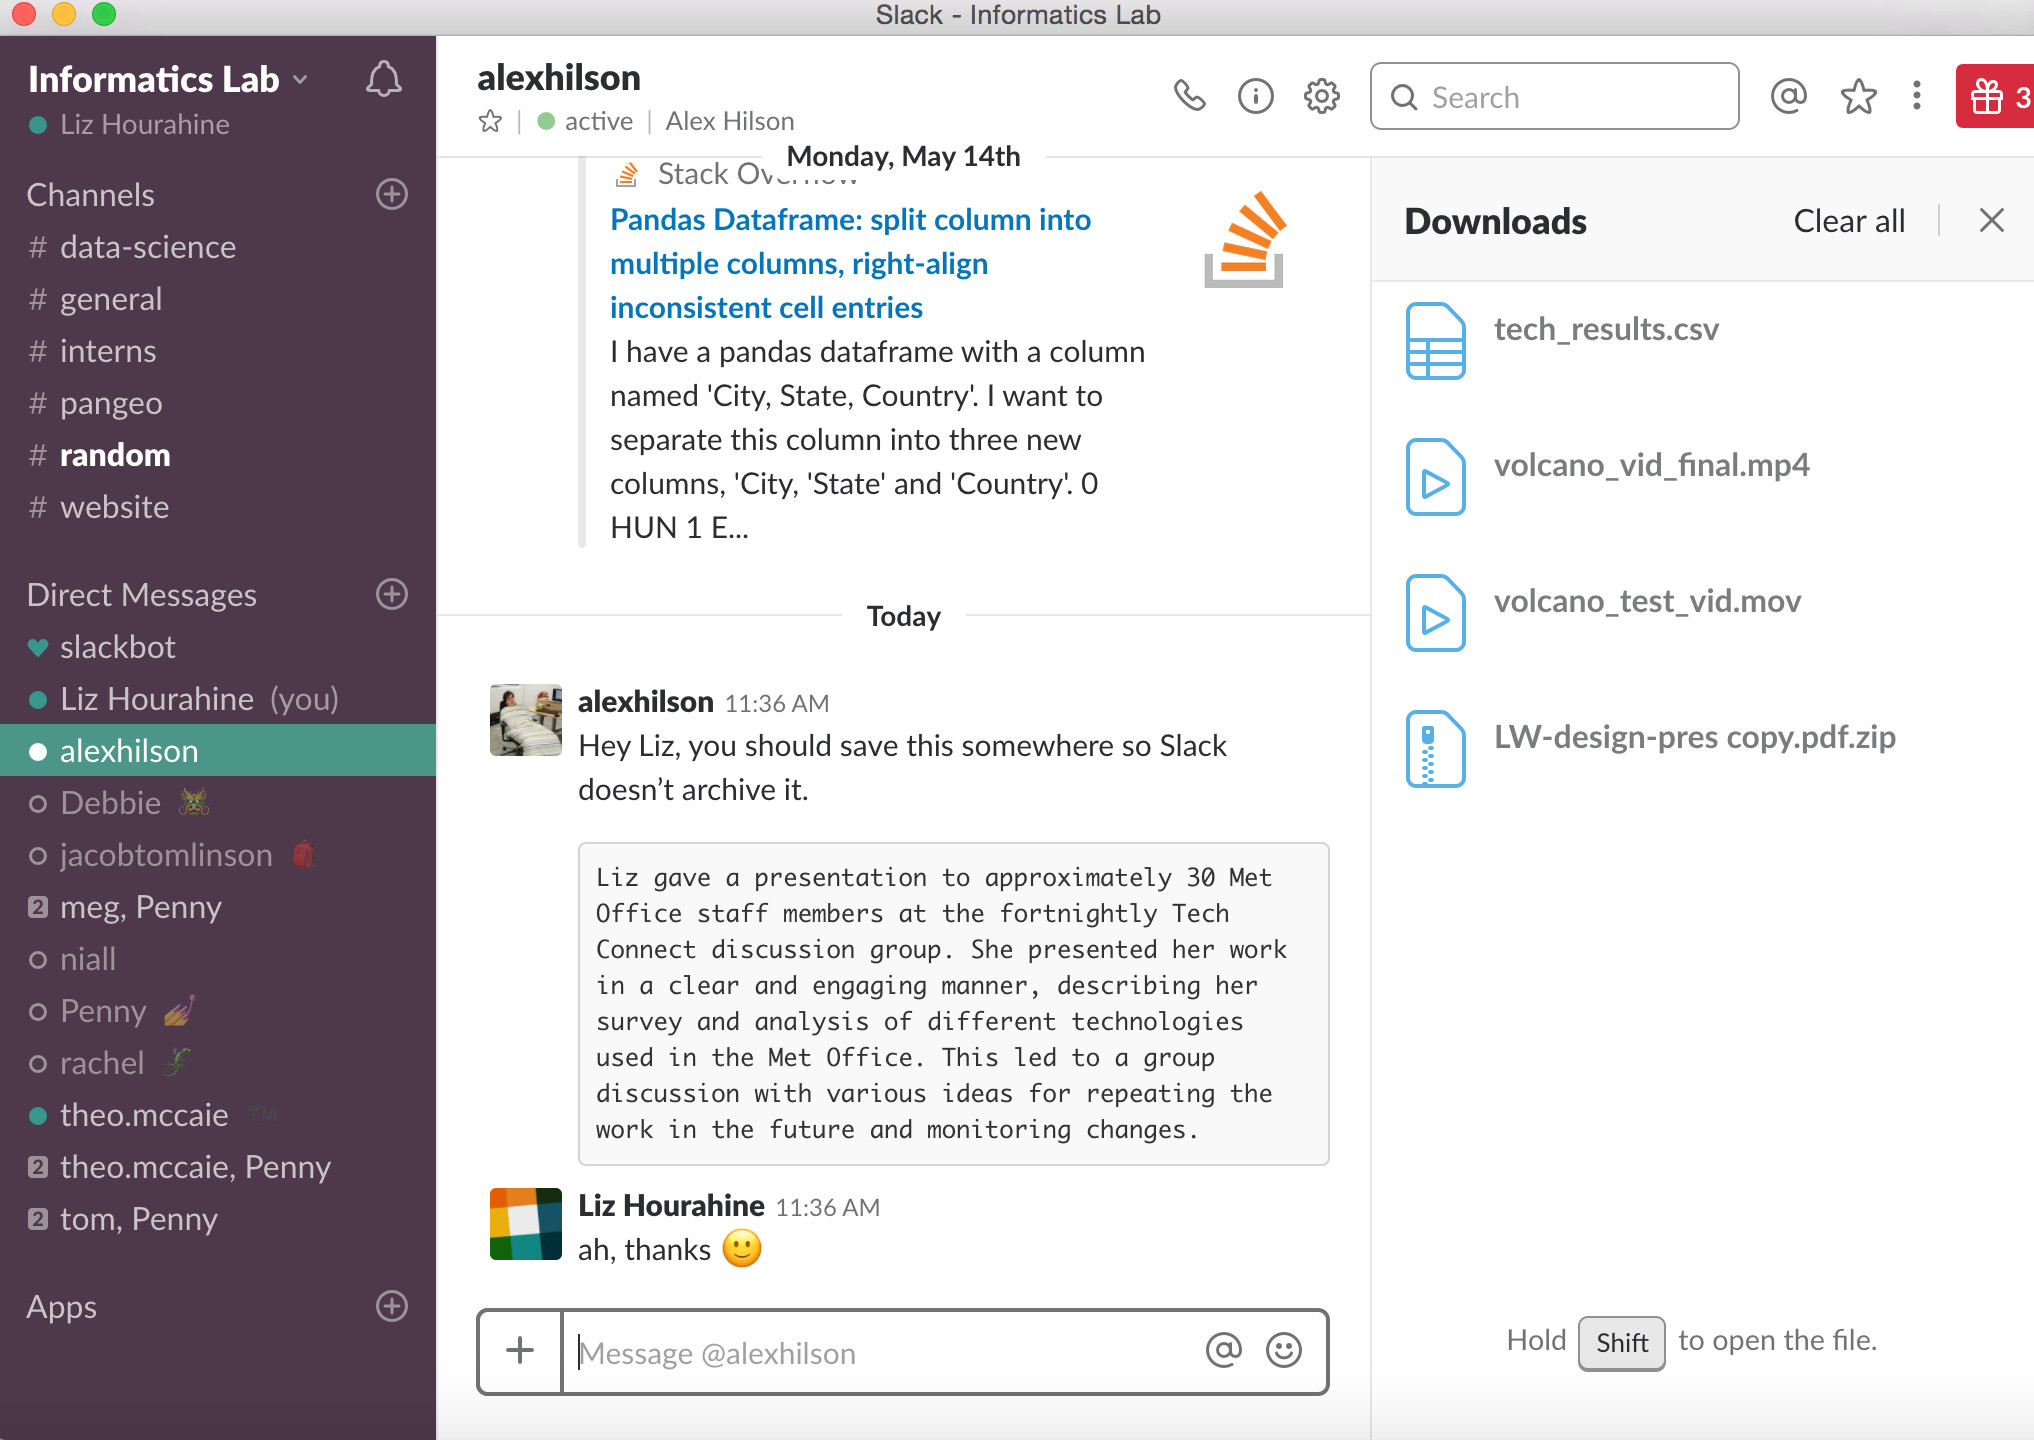 Slack - Informatics Lab
Informatics Lab
Liz Hourahine
Channels
# data-science
# general
# interns
# pangeo
# random
# website
Direct Messages
slackbot
Liz Hourahine (you)
alexhilson
Debbie
jacobtomlinson
2 meg, Penny
niall
Penny
rachel
theo.mccaie TM
2 theo.mccaie, Penny
2 tom, Penny
Apps
alexhilson
active | Alex Hilson
Search
3
Monday, May 14th
Stack Overflow
Pandas Dataframe: split column into
multiple columns, right-align
inconsistent cell entries
I have a pandas dataframe with a column
named 'City, State, Country'. I want to
separate this column into three new
columns, 'City, 'State' and 'Country'. 0
HUN 1 E...
Today
alexhilson 11:36 AM
Hey Liz, you should save this somewhere so Slack
doesn’t archive it.
Liz gave a presentation to approximately 30 Met
Office staff members at the fortnightly Tech
Connect discussion group. She presented her work
in a clear and engaging manner, describing her
survey and analysis of different technologies
used in the Met Office. This led to a group
discussion with various ideas for repeating the
work in the future and monitoring changes.
Liz Hourahine 11:36 AM
ah, thanks
Message @alexhilson
Downloads
Clear all
tech_results.csv
volcano_vid_final.mp4
volcano_test_vid.mov
LW-design-pres copy.pdf.zip
Hold Shift to open the file.